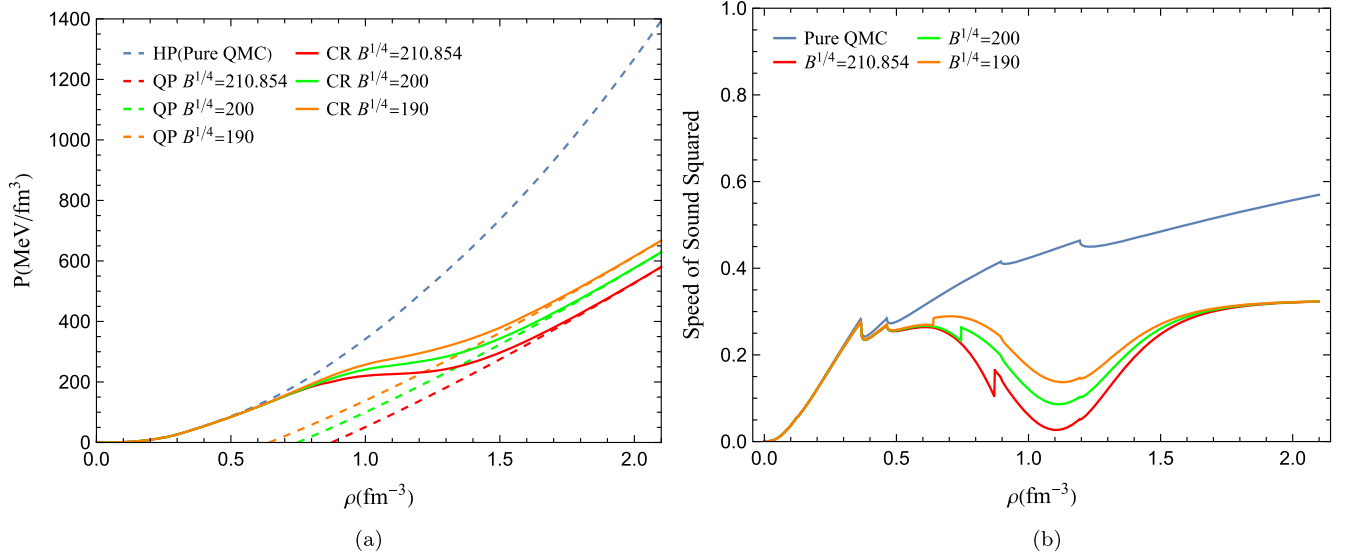 1400
1200
1000
800
600
400
200
0
P(MeV/fm³)
HP(Pure QMC)
QP B^{1/4}=210.854
QP B^{1/4}=200
QP B^{1/4}=190
CR B^{1/4}=210.854
CR B^{1/4}=200
CR B^{1/4}=190
0.0 0.5 1.0 1.5 2.0
ρ(fm⁻³)
(a)
1.0
0.8
0.6
0.4
0.2
0.0
Speed of Sound Squared
Pure QMC
B^{1/4}=210.854
B^{1/4}=200
B^{1/4}=190
0.0 0.5 1.0 1.5 2.0
ρ(fm⁻³)
(b)